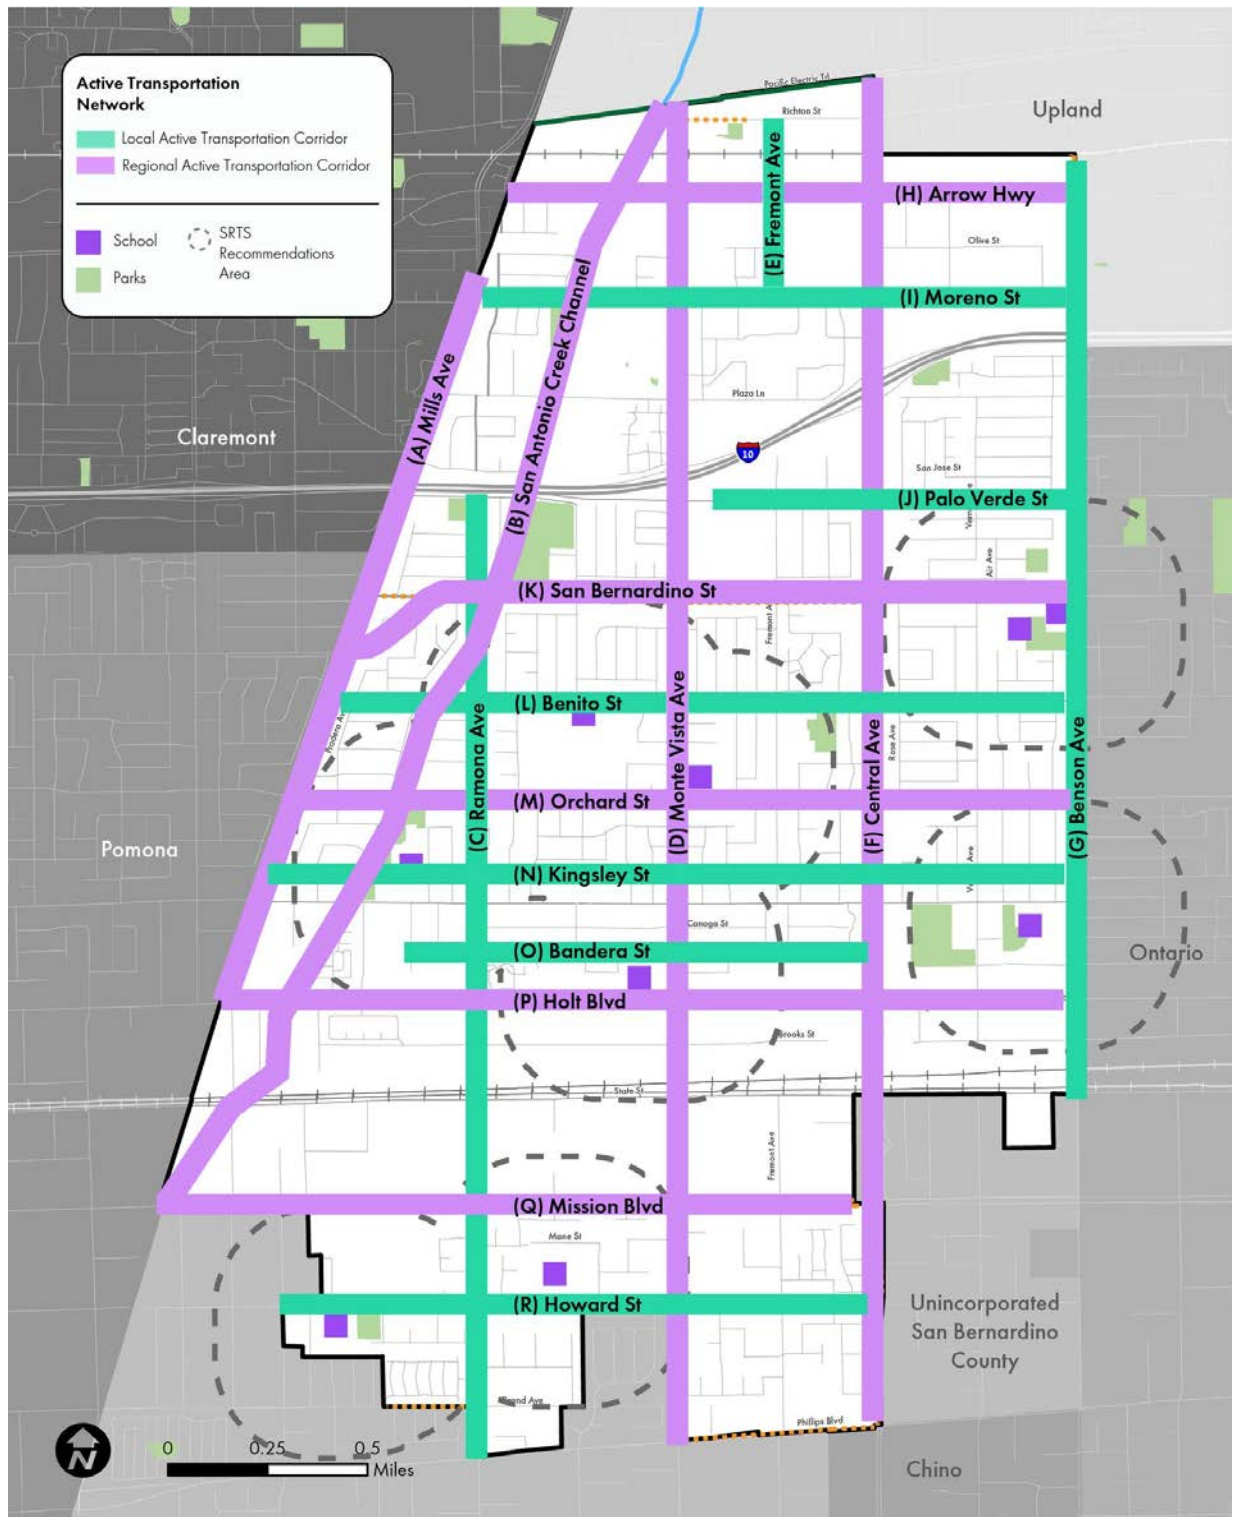 Active Transportation
Network
Local Active Transportation Corridor
Regional Active Transportation Corridor
School
Parks
SRTS
Recommendations
Area
Pacific Electric Trl
Richton St
Upland
(H) Arrow Hwy
(E) Fremont Ave
Olive St
(I) Moreno St
(A) Mills Ave
(B) San Antonio Creek Channel
Plaza Ln
Claremont
10
San Jose St
(J) Palo Verde St
Air Ave
(K) San Bernardino St
Fremont A
(L) Benito St
(C) Ramona Ave
(D) Monte Vista Ave
(F) Central Ave
Rose Ave
(G) Benson Ave
(M) Orchard St
Pomona
(N) Kingsley St
Canoga St
(O) Bandera St
Ontario
(P) Holt Blvd
Brooks St
State St
Fremont Ave
(Q) Mission Blvd
Mane St
(R) Howard St
Unincorporated
San Bernardino
County
Phillips Blvd
N
0 0.25 0.5
Miles
Chino